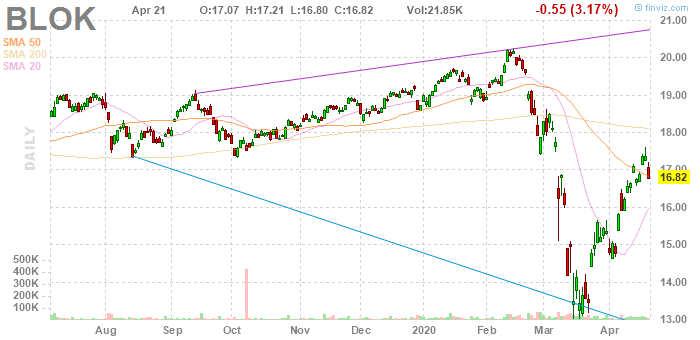 BLOK
Apr 21 O:17.07 H:17.21 L:16.80 C:16.82 Vol:21.85K -0.55 (3.17%)
© finviz.com
SMA 50
SMA 200
SMA 20
DAILY
21.00
20.00
19.00
18.00
17.00
16.82
16.00
15.00
14.00
13.00
500K
400K
300K
200K
100K
Aug Sep Oct Nov Dec 2020 Feb Mar Apr